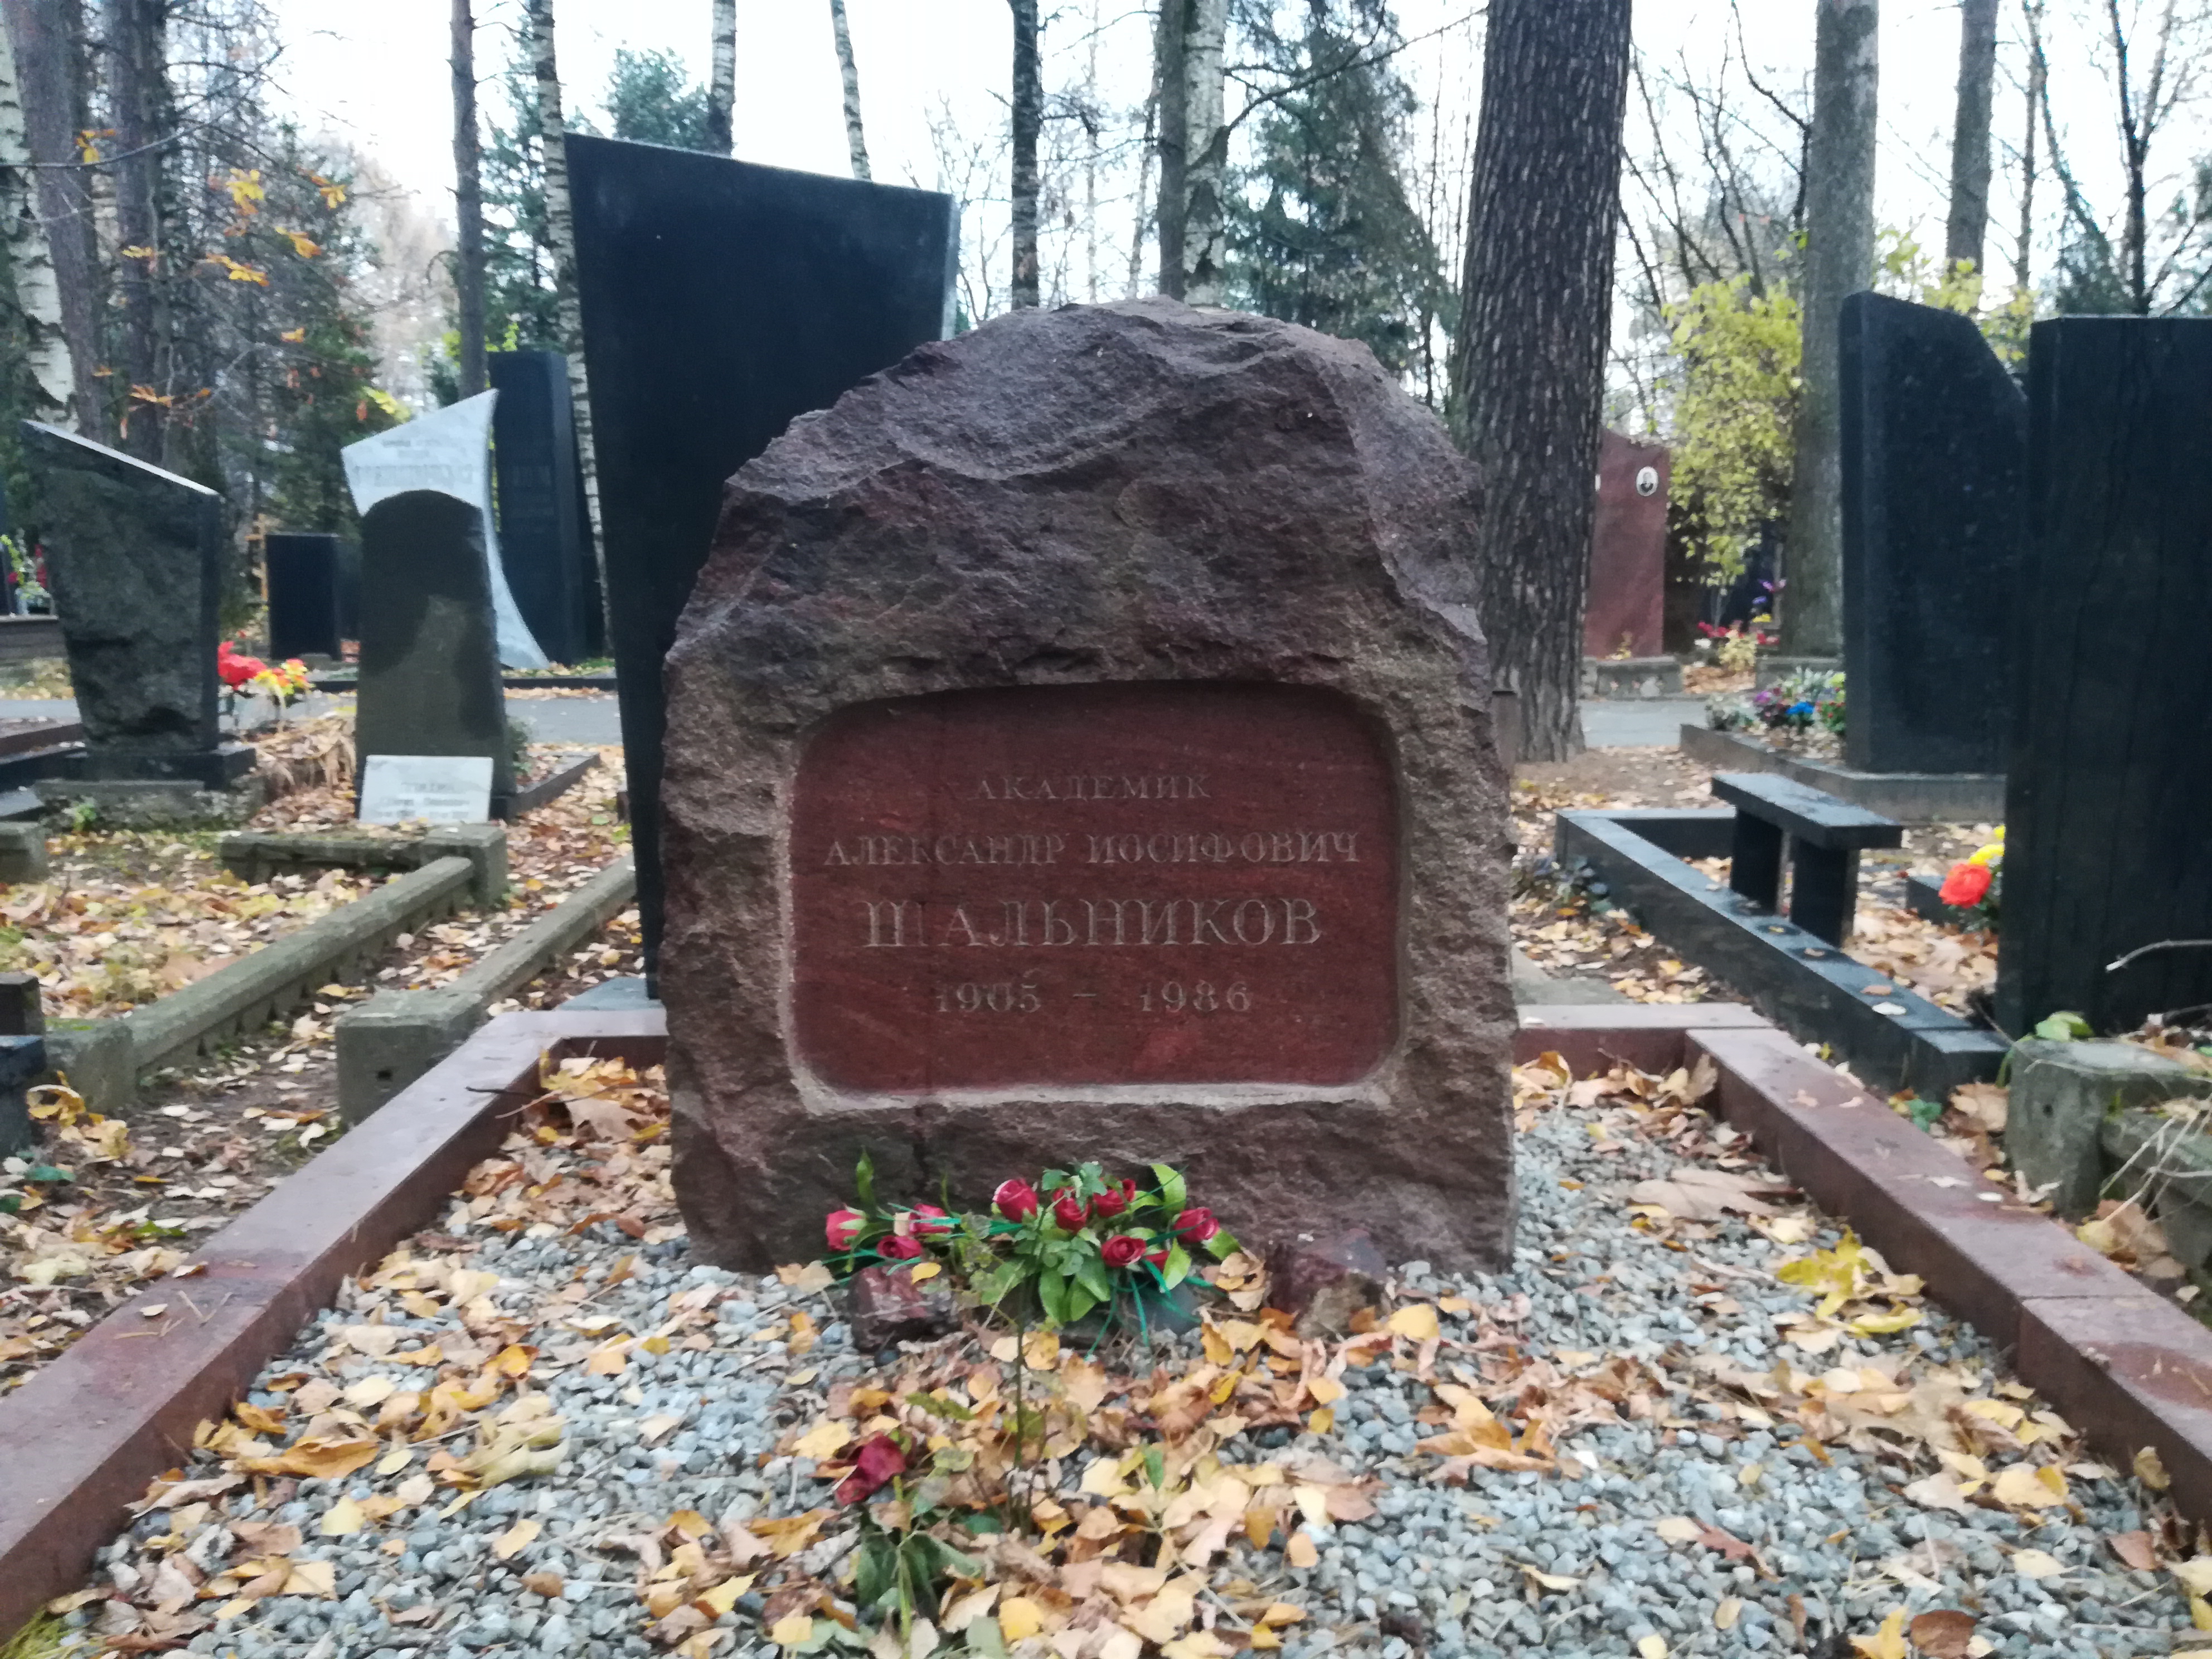 АКАДЕМИК
АЛЕКСАНДР ИОСИФОВИЧ
ШАЛЬНИКОВ
1905 - 1986